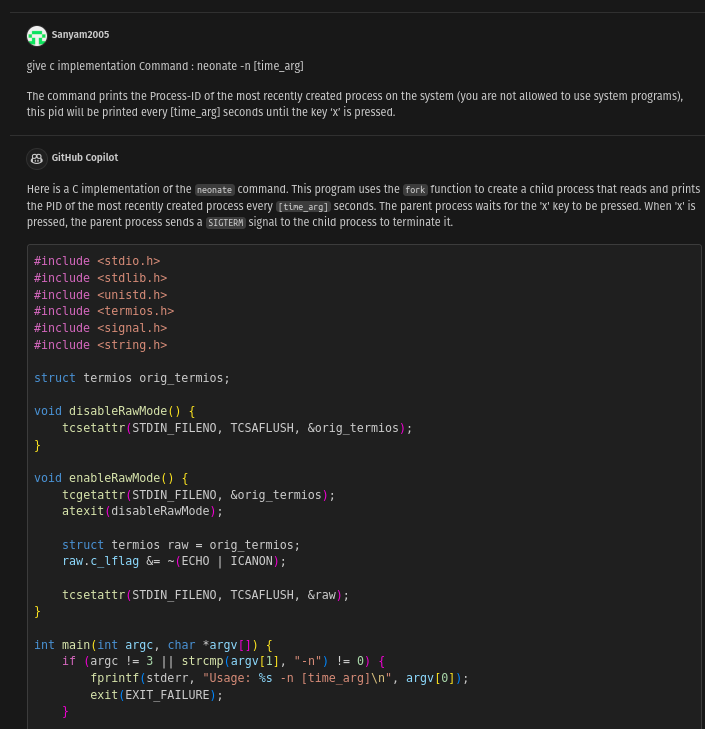 Sanyam2005
give c implementation Command : neonate -n [time_arg]
The command prints the Process-ID of the most recently created process on the system (you are not allowed to use system programs),
this pid will be printed every [time_arg] seconds until the key ‘x’ is pressed.
GitHub Copilot
Here is a C implementation of the neonate command. This program uses the fork function to create a child process that reads and prints
the PID of the most recently created process every [time_arg] seconds. The parent process waits for the 'x' key to be pressed. When 'x' is
pressed, the parent process sends a SIGTERM signal to the child process to terminate it.
#include <stdio.h>
#include <stdlib.h>
#include <unistd.h>
#include <termios.h>
#include <signal.h>
#include <string.h>
struct termios orig_termios;
void disableRawMode() {
    tcsetattr(STDIN_FILENO, TCSAFLUSH, &orig_termios);
}
void enableRawMode() {
    tcgetattr(STDIN_FILENO, &orig_termios);
    atexit(disableRawMode);
    struct termios raw = orig_termios;
    raw.c_lflag &= ~(ECHO | ICANON);
    tcsetattr(STDIN_FILENO, TCSAFLUSH, &raw);
}
int main(int argc, char *argv[]) {
    if (argc != 3 || strcmp(argv[1], "-n") != 0) {
        fprintf(stderr, "Usage: %s -n [time_arg]\n", argv[0]);
        exit(EXIT_FAILURE);
    }